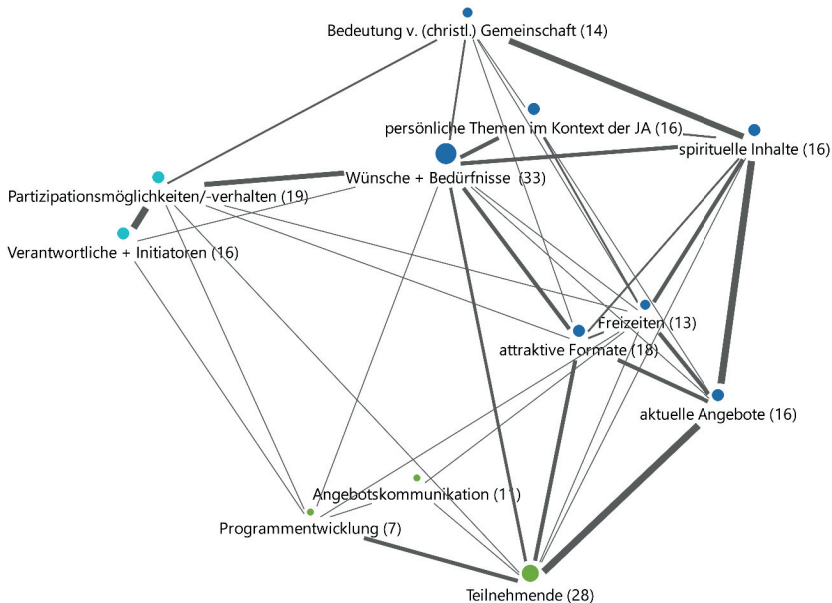 Bedeutung v. (christl.) Gemeinschaft (14)
persönliche Themen im Kontext der JA (16)
spirituelle Inhalte (16)
Wünsche + Bedürfnisse (33)
Partizipationsmöglichkeiten/-verhalten (19)
Verantwortliche + Initiatoren (16)
Freizeiten (13)
attraktive Formate (18)
aktuelle Angebote (16)
Angebotskommunikation (11)
Programmentwicklung (7)
Teilnehmende (28)